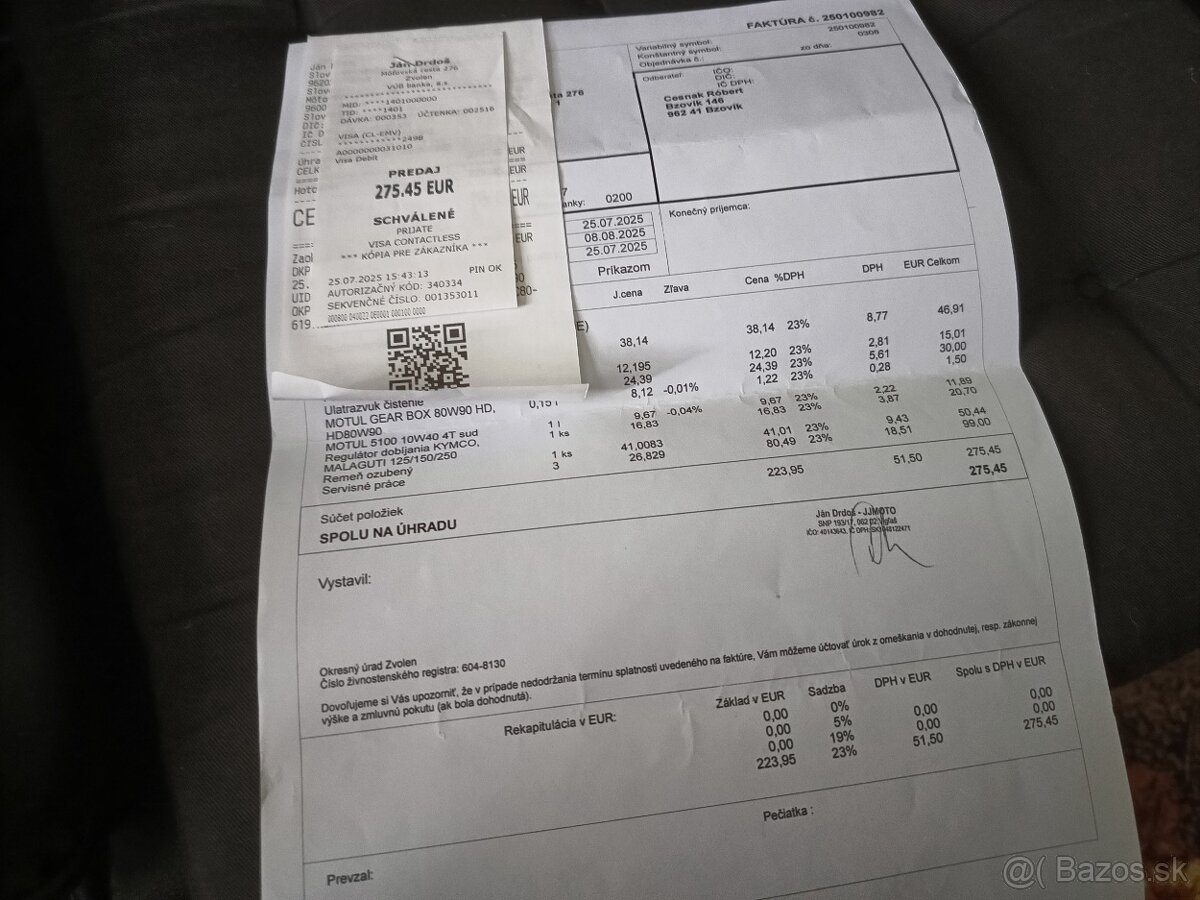 FAKTÚRA č. 250100982
Variabilný symbol: 250100982
Konštantný symbol: 0308
Objednávka č.: zo dňa:
Odberateľ: IČO:
DIČ:
IČ DPH:
Cesnak Róbert
Bzovík 146
962 41 Bzovík
Konečný príjemca:
0200
25.07.2025
08.08.2025
25.07.2025
Príkazom
Ján Drdoš
Môťovská cesta 276
Zvolen
VÚB banka, a.s.
MID: ****1401000000
TID: ****1401
DÁVKA: 000353 ÚČTENKA: 002516
VISA (CL-EMV)
************2498
A0000000031010
Visa Debit
PREDAJ
275.45 EUR
SCHVÁLENÉ
PRIJATE
VISA CONTACTLESS
*** KÓPIA PRE ZÁKAZNÍKA ***
25.07.2025 15:43:13 PIN OK
AUTORIZAČNÝ KÓD: 340334
SEKVENČNÉ ČÍSLO: 001353011
J.cena Zľava Cena %DPH DPH EUR Celkom
38,14 38,14 23% 8,77 46,91
12,195 12,20 23% 2,81 15,01
24,39 24,39 23% 5,61 30,00
Ulatrazvuk čistenie 0,15 l 8,12 -0,01% 1,22 23% 0,28 1,50
MOTUL GEAR BOX 80W90 HD,
HD80W90
MOTUL 5100 10W40 4T sud 1 l 9,67 -0,04% 9,67 23% 2,22 11,89
Regulátor dobíjania KYMCO, 1 ks 16,83 16,83 23% 3,87 20,70
MALAGUTI 125/150/250
Remeň ozubený 1 ks 41,0083 41,01 23% 9,43 50,44
Servisné práce 3 26,829 80,49 23% 18,51 99,00
Súčet položiek 223,95 51,50 275,45
SPOLU NA ÚHRADU 275,45
Ján Drdoš - JJMOTO
Vystavil:
Okresný úrad Zvolen
Číslo živnostenského registra: 604-8130
Dovoľujeme si Vás upozorniť, že v prípade nedodržania termínu splatnosti uvedeného na faktúre, Vám môžeme účtovať úrok z omeškania v dohodnutej, resp. zákonnej
výške a zmluvnú pokutu (ak bola dohodnutá).
Rekapitulácia v EUR: Základ v EUR Sadzba DPH v EUR Spolu s DPH v EUR
0,00 0%  0,00
0,00 5% 0,00 0,00
0,00 19% 0,00 275,45
223,95 23% 51,50
Pečiatka :
Prevzal:
@( Bazos.sk